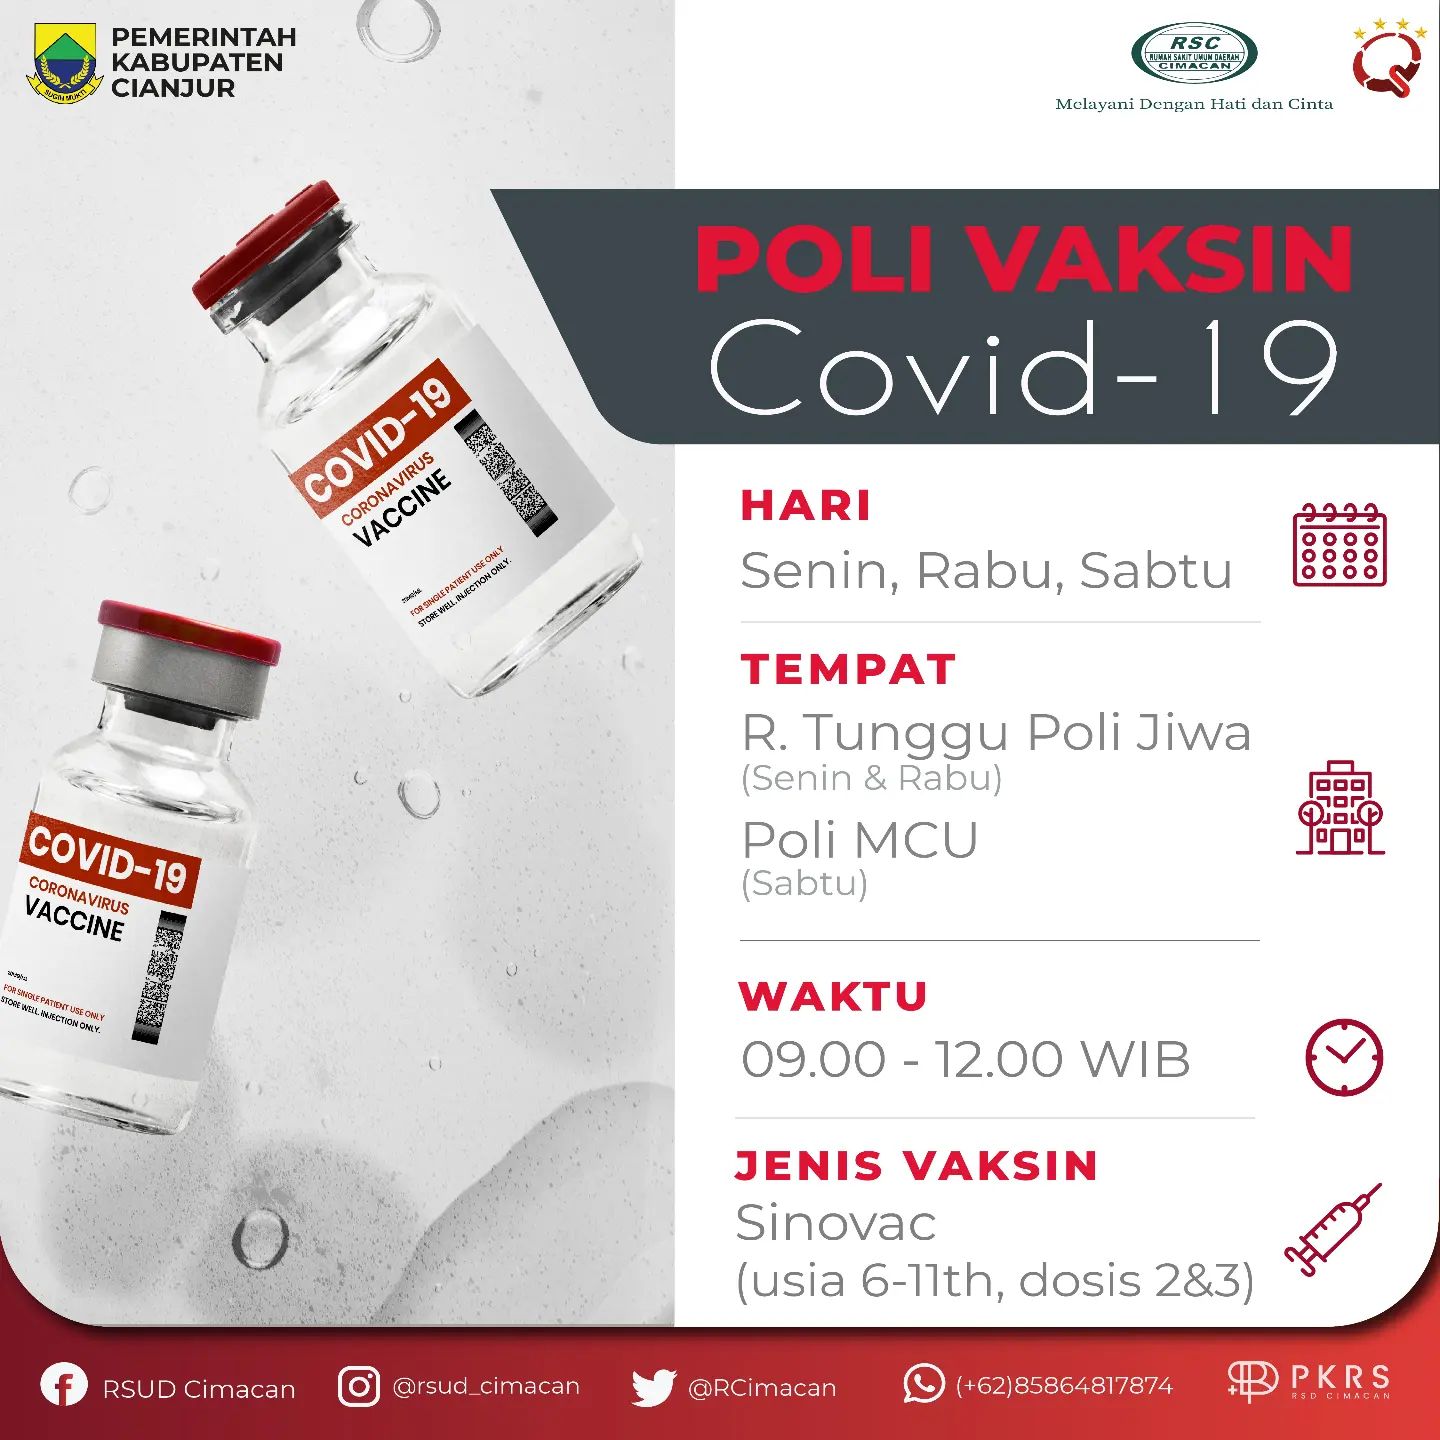 PEMERINTAH
KABUPATEN
CIANJUR
SUGIH MUKTI
RSC
RUMAH SAKIT UMUM DAERAH
CIMACAN
Melayani Dengan Hati dan Cinta
POLI VAKSIN
Covid-19
COVID-19
CORONAVIRUS
VACCINE
FOR SINGLE PATIENT USE ONLY
STORE WELL. INJECTION ONLY.
COVID-19
CORONAVIRUS
VACCINE
FOR SINGLE PATIENT USE ONLY
STORE WELL. INJECTION ONLY.
HARI
Senin, Rabu, Sabtu
TEMPAT
R. Tunggu Poli Jiwa
(Senin & Rabu)
Poli MCU
(Sabtu)
WAKTU
09.00 - 12.00 WIB
JENIS VAKSIN
Sinovac
(usia 6-11th, dosis 2&3)
RSUD Cimacan
@rsud_cimacan
@RCimacan
(+62)85864817874
PKRS
RSD CIMACAN